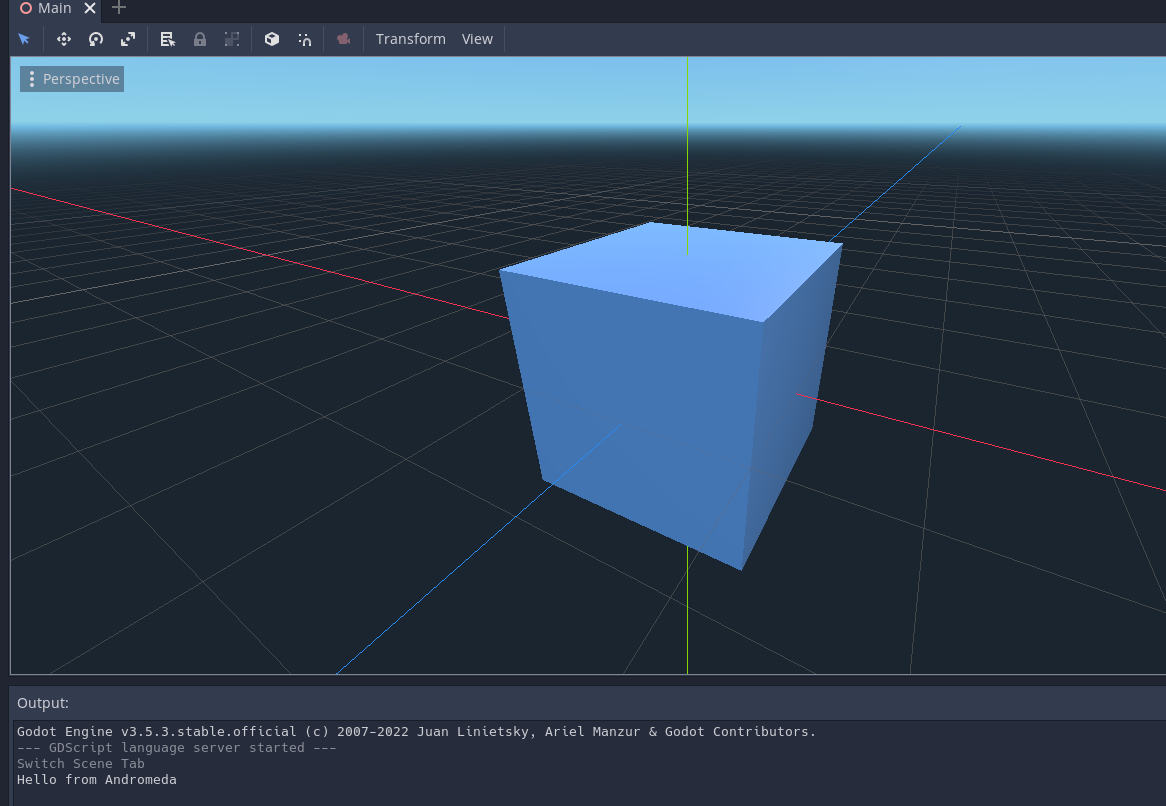 Main
Transform View
Perspective
Output:
Godot Engine v3.5.3.stable.official (c) 2007-2022 Juan Linietsky, Ariel Manzur & Godot Contributors.
--- GDScript language server started ---
Switch Scene Tab
Hello from Andromeda